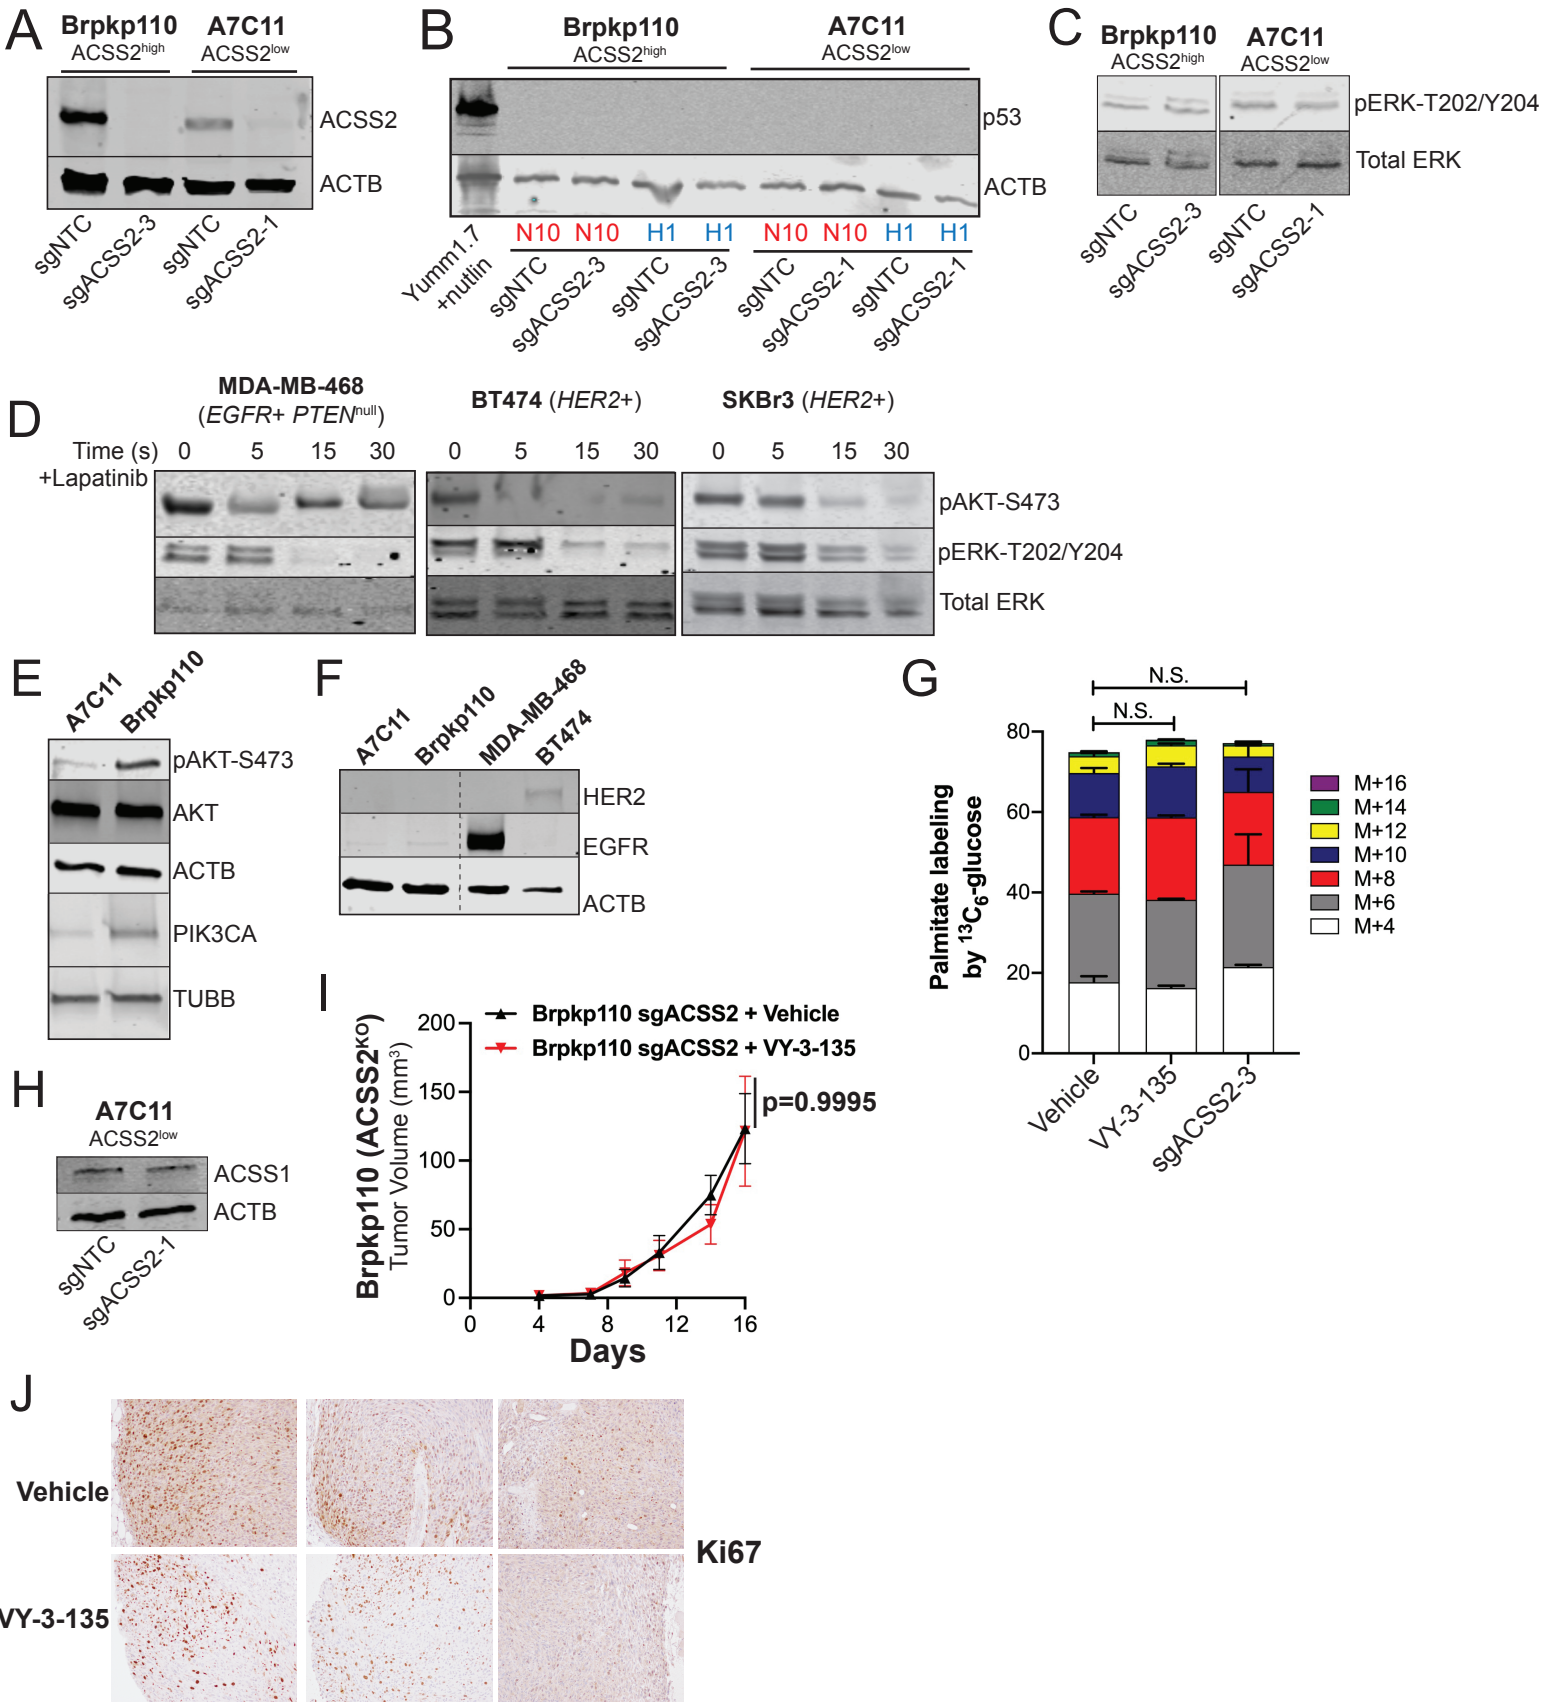 A
Brpkp110 A7C11
ACSS2high ACSS2low
ACSS2
ACTB
sgNTC sgACSS2-3 sgNTC sgACSS2-1
B
Brpkp110 A7C11
ACSS2high ACSS2low
p53
ACTB
N10 N10 H1 H1 N10 N10 H1 H1
Yumm1.7 +nutlin sgNTC sgACSS2-3 sgNTC sgACSS2-3 sgNTC sgACSS2-1 sgNTC sgACSS2-1
C
Brpkp110 A7C11
ACSS2high ACSS2low
pERK-T202/Y204
Total ERK
sgNTC sgACSS2-3 sgNTC sgACSS2-1
D
MDA-MB-468
(EGFR+ PTENnull)
BT474 (HER2+) SKBr3 (HER2+)
Time (s) 0 5 15 30 0 5 15 30 0 5 15 30
+Lapatinib
pAKT-S473
pERK-T202/Y204
Total ERK
E
A7C11 Brpkp110
pAKT-S473
AKT
ACTB
PIK3CA
TUBB
F
A7C11 Brpkp110 MDA-MB-468 BT474
HER2
EGFR
ACTB
G
N.S.
N.S.
Palmitate labeling
by 13C6-glucose
80
60
40
20
0
M+16
M+14
M+12
M+10
M+8
M+6
M+4
Vehicle VY-3-135 sgACSS2-3
H
A7C11
ACSS2low
ACSS1
ACTB
sgNTC sgACSS2-1
I
Brpkp110 (ACSS2KO)
Tumor Volume (mm3)
Brpkp110 sgACSS2 + Vehicle
Brpkp110 sgACSS2 + VY-3-135
p=0.9995
200
150
100
50
0
0 4 8 12 16
Days
J
Vehicle
VY-3-135
Ki67